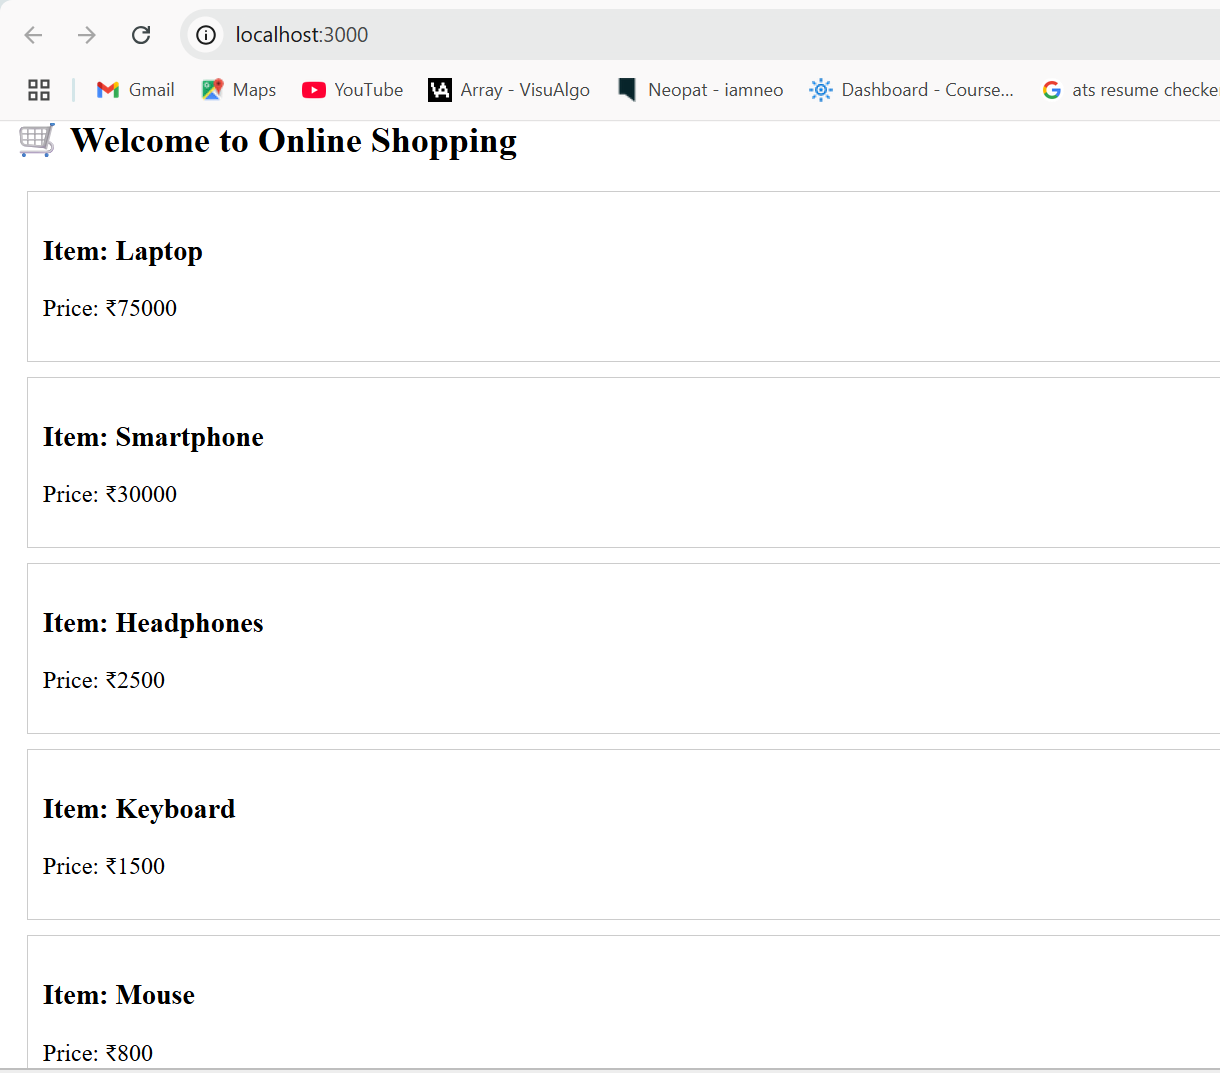 localhost:3000
Gmail Maps YouTube VA Array - VisuAlgo Neopat - iamneo Dashboard - Course... G ats resume checke
Welcome to Online Shopping
Item: Laptop
Price: ₹75000
Item: Smartphone
Price: ₹30000
Item: Headphones
Price: ₹2500
Item: Keyboard
Price: ₹1500
Item: Mouse
Price: ₹800